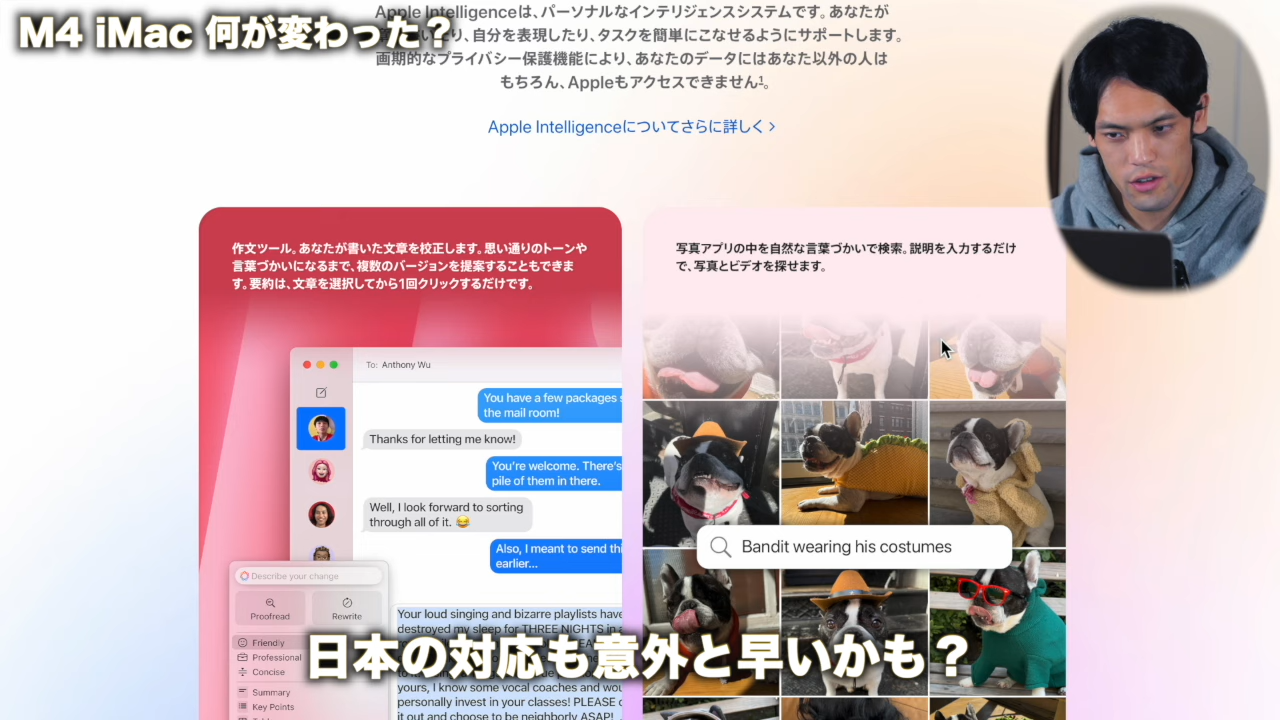 M4 iMac 何が変わった？
Apple Intelligenceは、パーソナルなインテリジェンスシステムです。あなたが
り、自分を表現したり、タスクを簡単にこなせるようにサポートします。
画期的なプライバシー保護機能により、あなたのデータにはあなた以外の人は
もちろん、Appleもアクセスできません¹。
Apple Intelligenceについてさらに詳しく >
作文ツール。あなたが書いた文章を校正します。思い通りのトーンや
言葉づかいになるまで、複数のバージョンを提案することもできま
す。要約は、文章を選択してから1回クリックするだけです。
To: Anthony Wu
You have a few packages
the mail room!
Thanks for letting me know!
You're welcome. There's
pile of them in there.
Well, I look forward to sorting
through all of it. 😂
Also, I meant to send thi
earlier...
Describe your change
Proofread
Rewrite
Friendly
Professional
Concise
Summary
Key Points
Your loud singing and bizarre playlists have
destroyed my sleep for THREE NIGHTS in
yours, I know some vocal coaches and wou
personally invest in your classes! PLEASE
it out and choose to be neighborly ASAP!
写真アプリの中を自然な言葉づかいで検索。説明を入力するだけ
で、写真とビデオを探せます。
Bandit wearing his costumes
日本の対応も意外と早いかも？